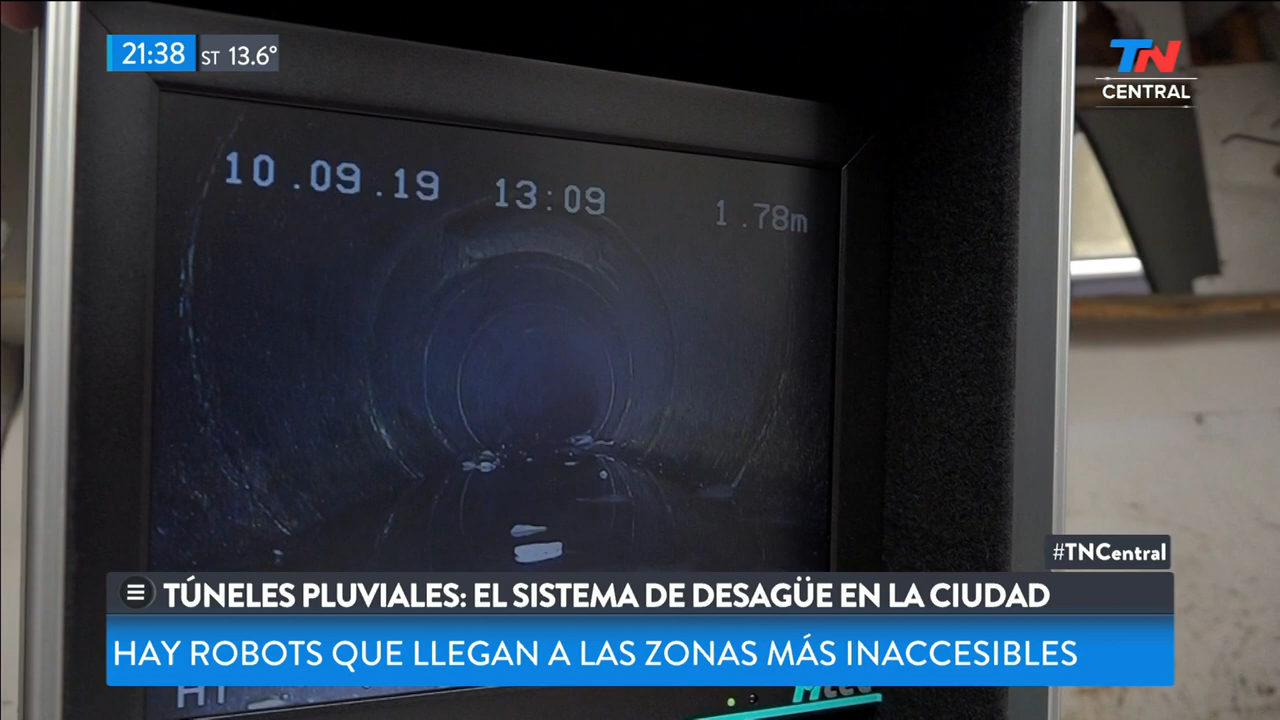 21:38 ST 13.6°
TN
CENTRAL
10.09.19 13:09 1.78m
#TNCentral
TÚNELES PLUVIALES: EL SISTEMA DE DESAGÜE EN LA CIUDAD
HAY ROBOTS QUE LLEGAN A LAS ZONAS MÁS INACCESIBLES